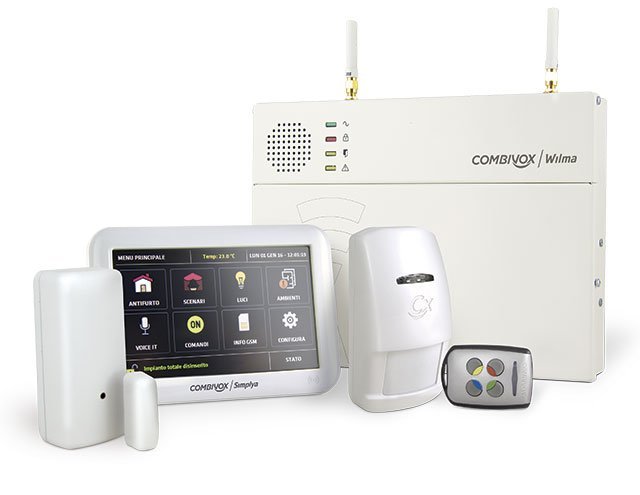 COMBIVOX / Wilma
MENU PRINCIPALE Temp: 23.0 °C LUN 01 GEN 16 - 12:05:15
ANTIFURTO SCENARI LUCI AMBIENTI
ON
VOICE IT COMANDI INFO GSM CONFIGURA
Impianto totale disinserito STATO
COMBIVOX / Simplya
CX